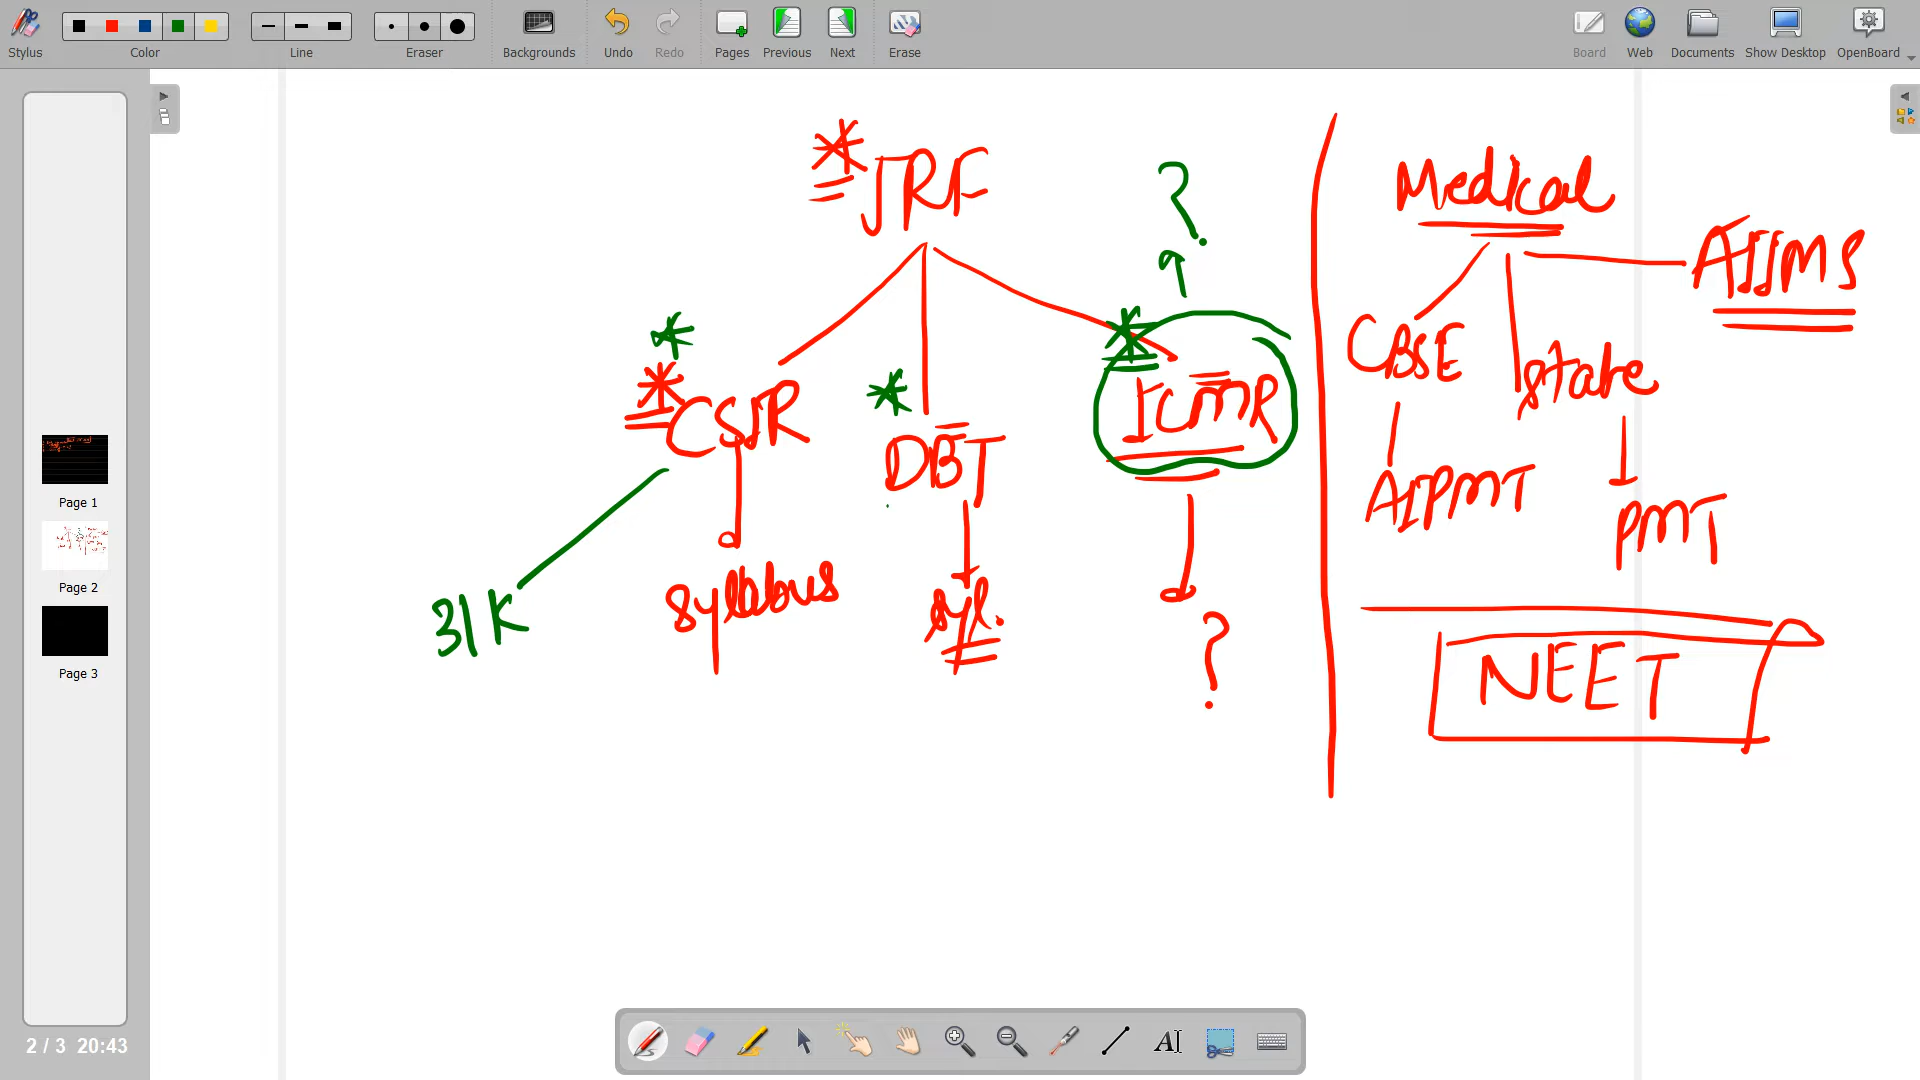 Stylus
Color
Line
Eraser
Backgrounds
Undo
Redo
Pages
Previous
Next
Erase
Board
Web
Documents
Show Desktop
OpenBoard
Page 1
Page 2
Page 3
2 / 3 20:43
* JRF
?
* * CSIR
* DBT
* ICMR
31K
syllabus
syl.
?
Medical
AIIMS
CBSE
state
AIPMT
PMT
NEET